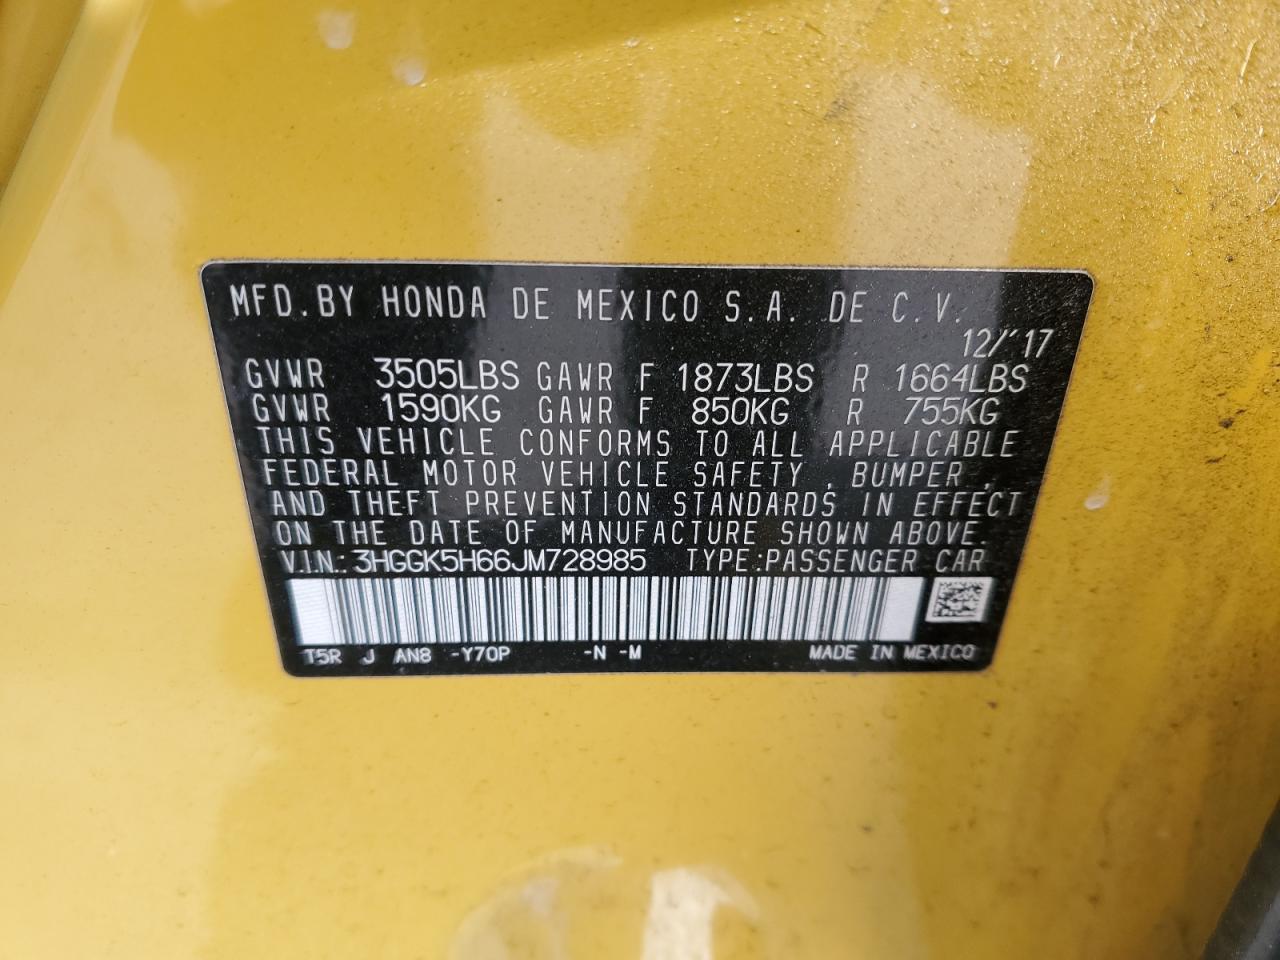 MFD.BY HONDA DE MEXICO S.A. DE C.V.
12/'17
GVWR 3505LBS GAWR F 1873LBS R 1664LBS
GVWR 1590KG GAWR F 850KG R 755KG
THIS VEHICLE CONFORMS TO ALL APPLICABLE
FEDERAL MOTOR VEHICLE SAFETY, BUMPER,
AND THEFT PREVENTION STANDARDS IN EFFECT
ON THE DATE OF MANUFACTURE SHOWN ABOVE.
V.I.N.: 3HGGK5H66JM728985 TYPE:PASSENGER CAR
T5R J AN8 -Y70P -N -M MADE IN MEXICO